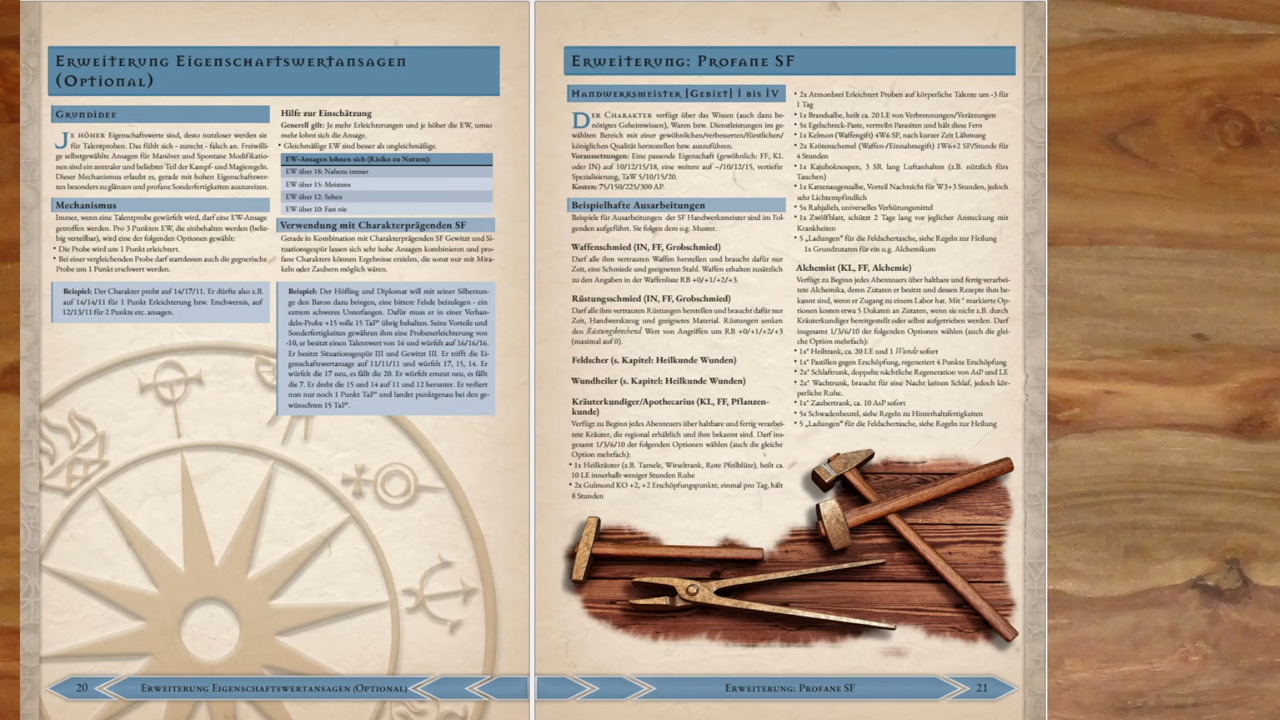 Erweiterung Eigenschaftswertansagen
(Optional)
Grundidee
Je höher Eigenschaftswerte sind, desto nutzloser werden sie
für Talentproben. Das fühlt sich - zurecht - falsch an. Freiwilli-
ge selbstgewählte Ansagen für Manöver und Spontane Modifikatio-
nen sind ein zentraler und beliebter Teil der Kampf- und Magieregeln.
Dieser Mechanismus erlaubt es, gerade mit hohen Eigenschaftswer-
ten besonders zu glänzen und profane Sonderfertigkeiten auszureizen.
Mechanismus
Immer, wenn eine Talentprobe gewürfelt wird, darf eine EW-Ansage
getroffen werden. Pro 3 Punkten EW, die einbehalten werden (belie-
big verteilbar), wird eine der folgenden Optionen gewählt:
• Die Probe wird um 1 Punkt erleichtert.
• Bei einer vergleichenden Probe darf stattdessen auch die gegnerische
Probe um 1 Punkt erschwert werden.
Beispiel: Der Charakter probt auf 14/17/11. Er dürfte also z.B.
auf 14/14/11 für 1 Punkt Erleichterung bzw. Erschwernis, auf
12/13/11 für 2 Punkte etc. ansagen.
Hilfe zur Einschätzung
Generell gilt: Je mehr Erleichterungen und je höher die EW, umso
mehr lohnt sich die Ansage.
• Gleichmäßige EW sind besser als ungleichmäßige.
EW-Ansagen lohnen sich (Risiko zu Nutzen):
EW über 18: Nahezu immer
EW über 15: Meistens
EW über 12: Selten
EW über 10: Fast nie
Verwendung mit Charakterprägenden SF
Gerade in Kombination mit Charakterprägenden SF Gewitzt und Si-
tuationsgespür lassen sich sehr hohe Ansagen kombinieren und pro-
fane Charaktere können Ergebnisse erzielen, die sonst nur mit Mira-
keln oder Zaubern möglich wären.
Beispiel: Der Höfling und Diplomat will mit seiner Silberzun-
ge den Baron dazu bringen, eine bittere Fehde beizulegen - ein
extrem schweres Unterfangen. Dafür muss er in einer Verhan-
deln-Probe +15 volle 15 TaP* übrig behalten. Seine Vorteile und
Sonderfertigkeiten gewähren ihm eine Probenerleichterung von
-10, er besitzt einen Talentwert von 16 und würfelt auf 16/16/16.
Er besitzt Situationsgespür III und Gewitzt III. Er trifft die Ei-
genschaftswertansage auf 11/11/11 und würfelt 17, 15, 14. Er
würfelt die 17 neu, es fällt die 20. Er würfelt erneut neu, es fällt
die 7. Er dreht die 15 und 14 auf 11 und 12 herunter. Er verliert
nun nur noch 1 Punkt TaP* und landet punktgenau bei den ge-
wünschten 15 TaP*.
20
Erweiterung Eigenschaftswertansagen (Optional)
Erweiterung: Profane SF
Handwerksmeister [Gebiet] I bis IV
Der Charakter verfügt über das Wissen (auch dazu be-
nötigtes Geheimwissen), Waren bzw. Dienstleistungen im ge-
wählten Bereich mit einer gewöhnlichen/verbesserten/fürstlichen/
königlichen Qualität herzustellen bzw. auszuführen.
Voraussetzungen: Eine passende Eigenschaft (gewöhnlich: FF, KL
oder IN) auf 10/12/15/18, eine weitere auf -/10/12/15, vertiefte
Spezialisierung, TaW 5/10/15/20.
Kosten: 75/150/225/300 AP.
Beispielhafte Ausarbeitungen
Beispiele für Ausarbeitungen der SF Handwerksmeister sind im Fol-
genden aufgeführt. Sie folgen dem o.g. Muster.
Waffenschmied (IN, FF, Grobschmied)
Darf alle ihm vertrauten Waffen herstellen und braucht dafür nur
Zeit, eine Schmiede und geeigneten Stahl. Waffen erhalten zusätzlich
zu den Angaben in der Waffenliste RB +0/+1/+2/+3.
Rüstungsschmied (IN, FF, Grobschmied)
Darf alle ihm vertrauten Rüstungen herstellen und braucht dafür nur
Zeit, Handwerkszeug und geeignetes Material. Rüstungen senken
den Rüstungbrechend Wert von Angriffen um RB +0/+1/+2/+3
(maximal auf 0).
Feldscher (s. Kapitel: Heilkunde Wunden)
Wundheiler (s. Kapitel: Heilkunde Wunden)
Kräuterkundiger/Apothecarius (KL, FF, Pflanzen-
kunde)
Verfügt zu Beginn jedes Abenteuers über haltbare und fertig verarbei-
tete Kräuter, die regional erhältlich und ihm bekannt sind. Darf ins-
gesamt 1/3/6/10 der folgenden Optionen wählen (auch die gleiche
Option mehrfach):
• 1x Heilkräuter (z.B. Tarnele, Wirselkraut, Rote Pfeilblüte), heilt ca.
10 LE innerhalb weniger Stunden Ruhe
• 2x Gulmond KO +2, +2 Erschöpfungspunkte, einmal pro Tag, hält
8 Stunden
• 2x Atmonbrei Erleichtert Proben auf körperliche Talente um -3 für
1 Tag
• 1x Brandsalbe, heilt ca. 20 LE von Verbrennungen/Verätzungen
• 5x Egelschreck-Paste, vertreibt Parasiten und hält diese Fern
• 1x Kelmon (Waffengift) 4W6 SP, nach kurzer Zeit Lähmung
• 2x Krötenschemel (Waffen-/Einnahmegift) 1W6+2 SP/Stunde für
4 Stunden
• 1x Kajuboknospen, 3 SR lang Luftanhalten (z.B. nützlich fürs
Tauchen)
• 1x Katzenaugensalbe, Vorteil Nachtsicht für W3+3 Stunden, jedoch
sehr Lichtempfindlich
• 5x Rahjalieb, universelles Verhütungsmittel
• 1x Zwölfblatt, schützt 2 Tage lang vor jeglicher Ansteckung mit
Krankheiten
• 5 „Ladungen“ für die Feldschertasche, siehe Regeln zur Heilung
1x Grundzutaten für ein u.g. Alchemikum
Alchemist (KL, FF, Alchemie)
Verfügt zu Beginn jedes Abenteuers über haltbare und fertig verarbei-
tete Alchemika, deren Zutaten er besitzt und dessen Rezepte ihm be-
kannt sind, wenn er Zugang zu einem Labor hat. Mit * markierte Op-
tionen kosten etwa 5 Dukaten an Zutaten, wenn sie nicht z.B. durch
Kräuterkundiger bereitgestellt oder selbst aufgetrieben werden. Darf
insgesamt 1/3/6/10 der folgenden Optionen wählen (auch die glei-
che Option mehrfach):
• 1x* Heiltrank, ca. 20 LE und 1 Wunde sofort
• 1x* Pastillen gegen Erschöpfung, regeneriert 4 Punkte Erschöpfung
• 2x* Schlaftrunk, doppelte nächtliche Regeneration von AsP und LE
• 2x* Wachtrunk, braucht für eine Nacht keinen Schlaf, jedoch kör-
perliche Ruhe.
• 1x* Zaubertrank, ca. 10 AsP sofort
• 5x Schwadenbeutel, siehe Regeln zu Hinterhaltsfertigkeiten
• 5 „Ladungen“ für die Feldschertasche, siehe Regeln zur Heilung
Erweiterung: Profane SF
21